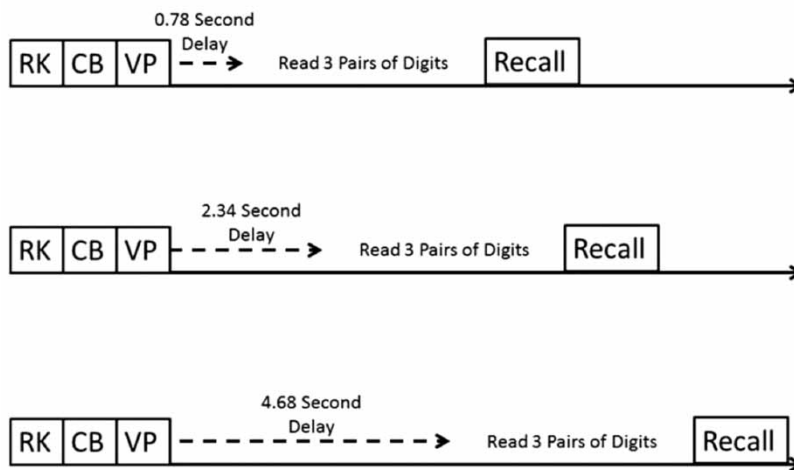 0.78 Second
Delay
RK CB VP Read 3 Pairs of Digits Recall
2.34 Second
Delay
RK CB VP Read 3 Pairs of Digits Recall
4.68 Second
Delay
RK CB VP Read 3 Pairs of Digits Recall